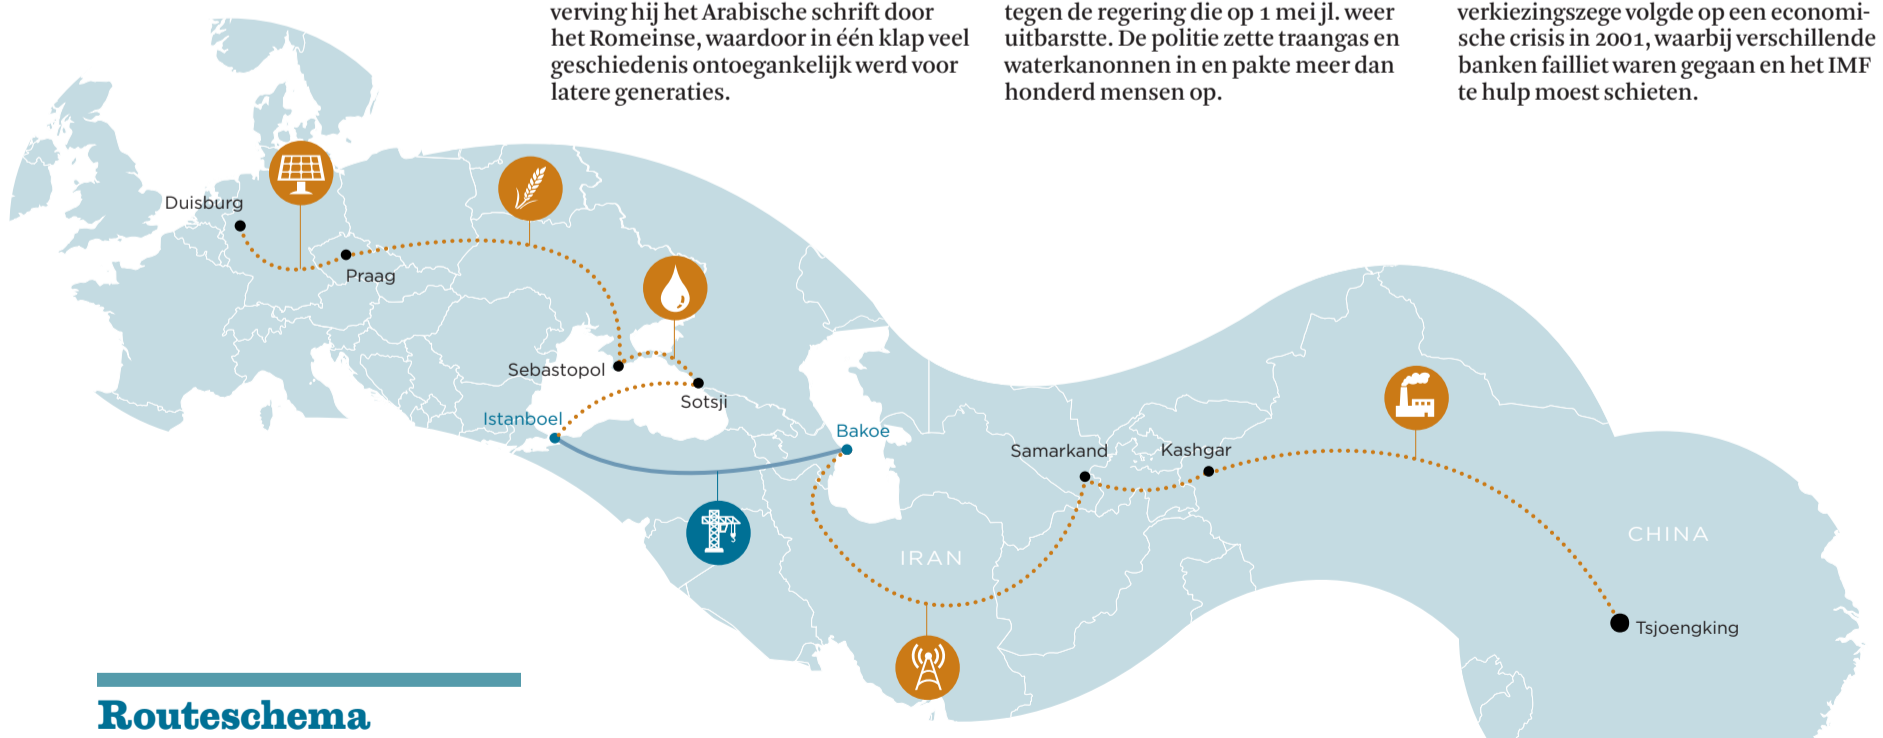 verving hij het Arabische schrift door
het Romeinse, waardoor in één klap veel
geschiedenis ontoegankelijk werd voor
latere generaties.
tegen de regering die op 1 mei jl. weer
uitbarstte. De politie zette traangas en
waterkanonnen in en pakte meer dan
honderd mensen op.
verkiezingszege volgde op een economi-
sche crisis in 2001, waarbij verschillende
banken failliet waren gegaan en het IMF
te hulp moest schieten.
Duisburg
Praag
Sebastopol
Sotsji
Istanboel
Bakoe
Samarkand
Kashgar
IRAN
CHINA
Tsjoengking
Routeschema